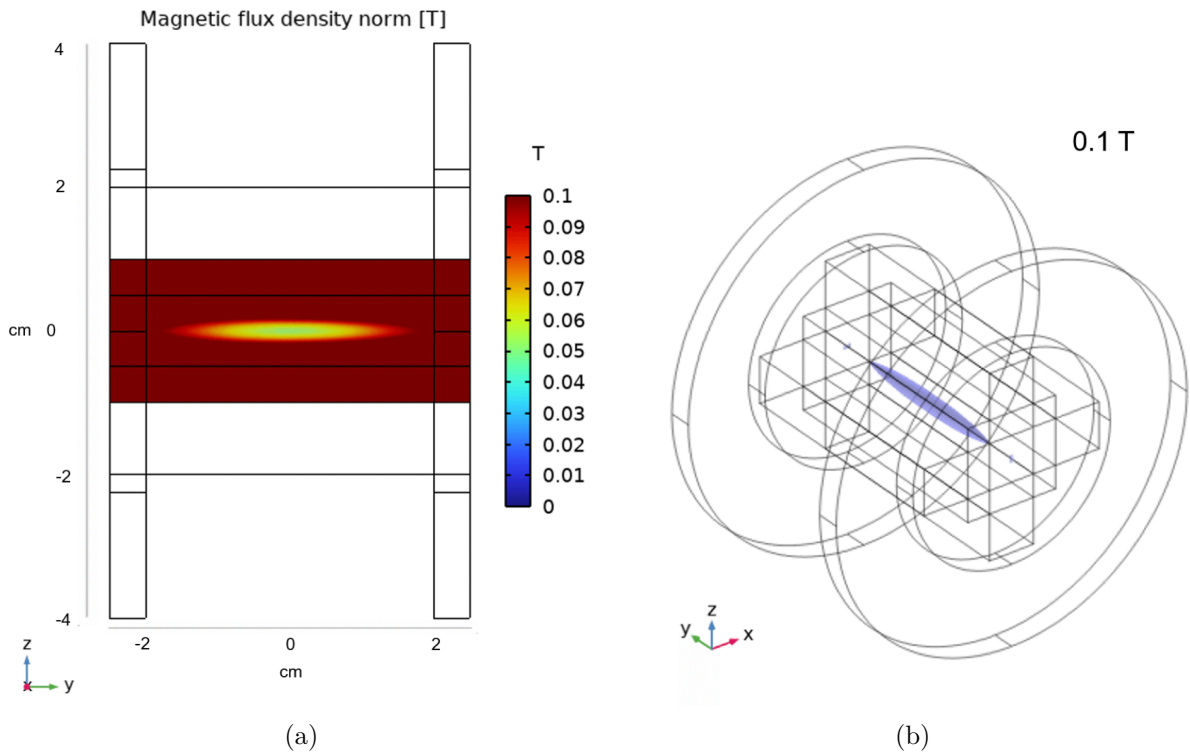 Magnetic flux density norm [T]
4
2
cm 0
-2
-4
-2 0 2
cm
z
x y
T
0.1
0.09
0.08
0.07
0.06
0.05
0.04
0.03
0.02
0.01
0
(a)
0.1 T
z
y x
(b)